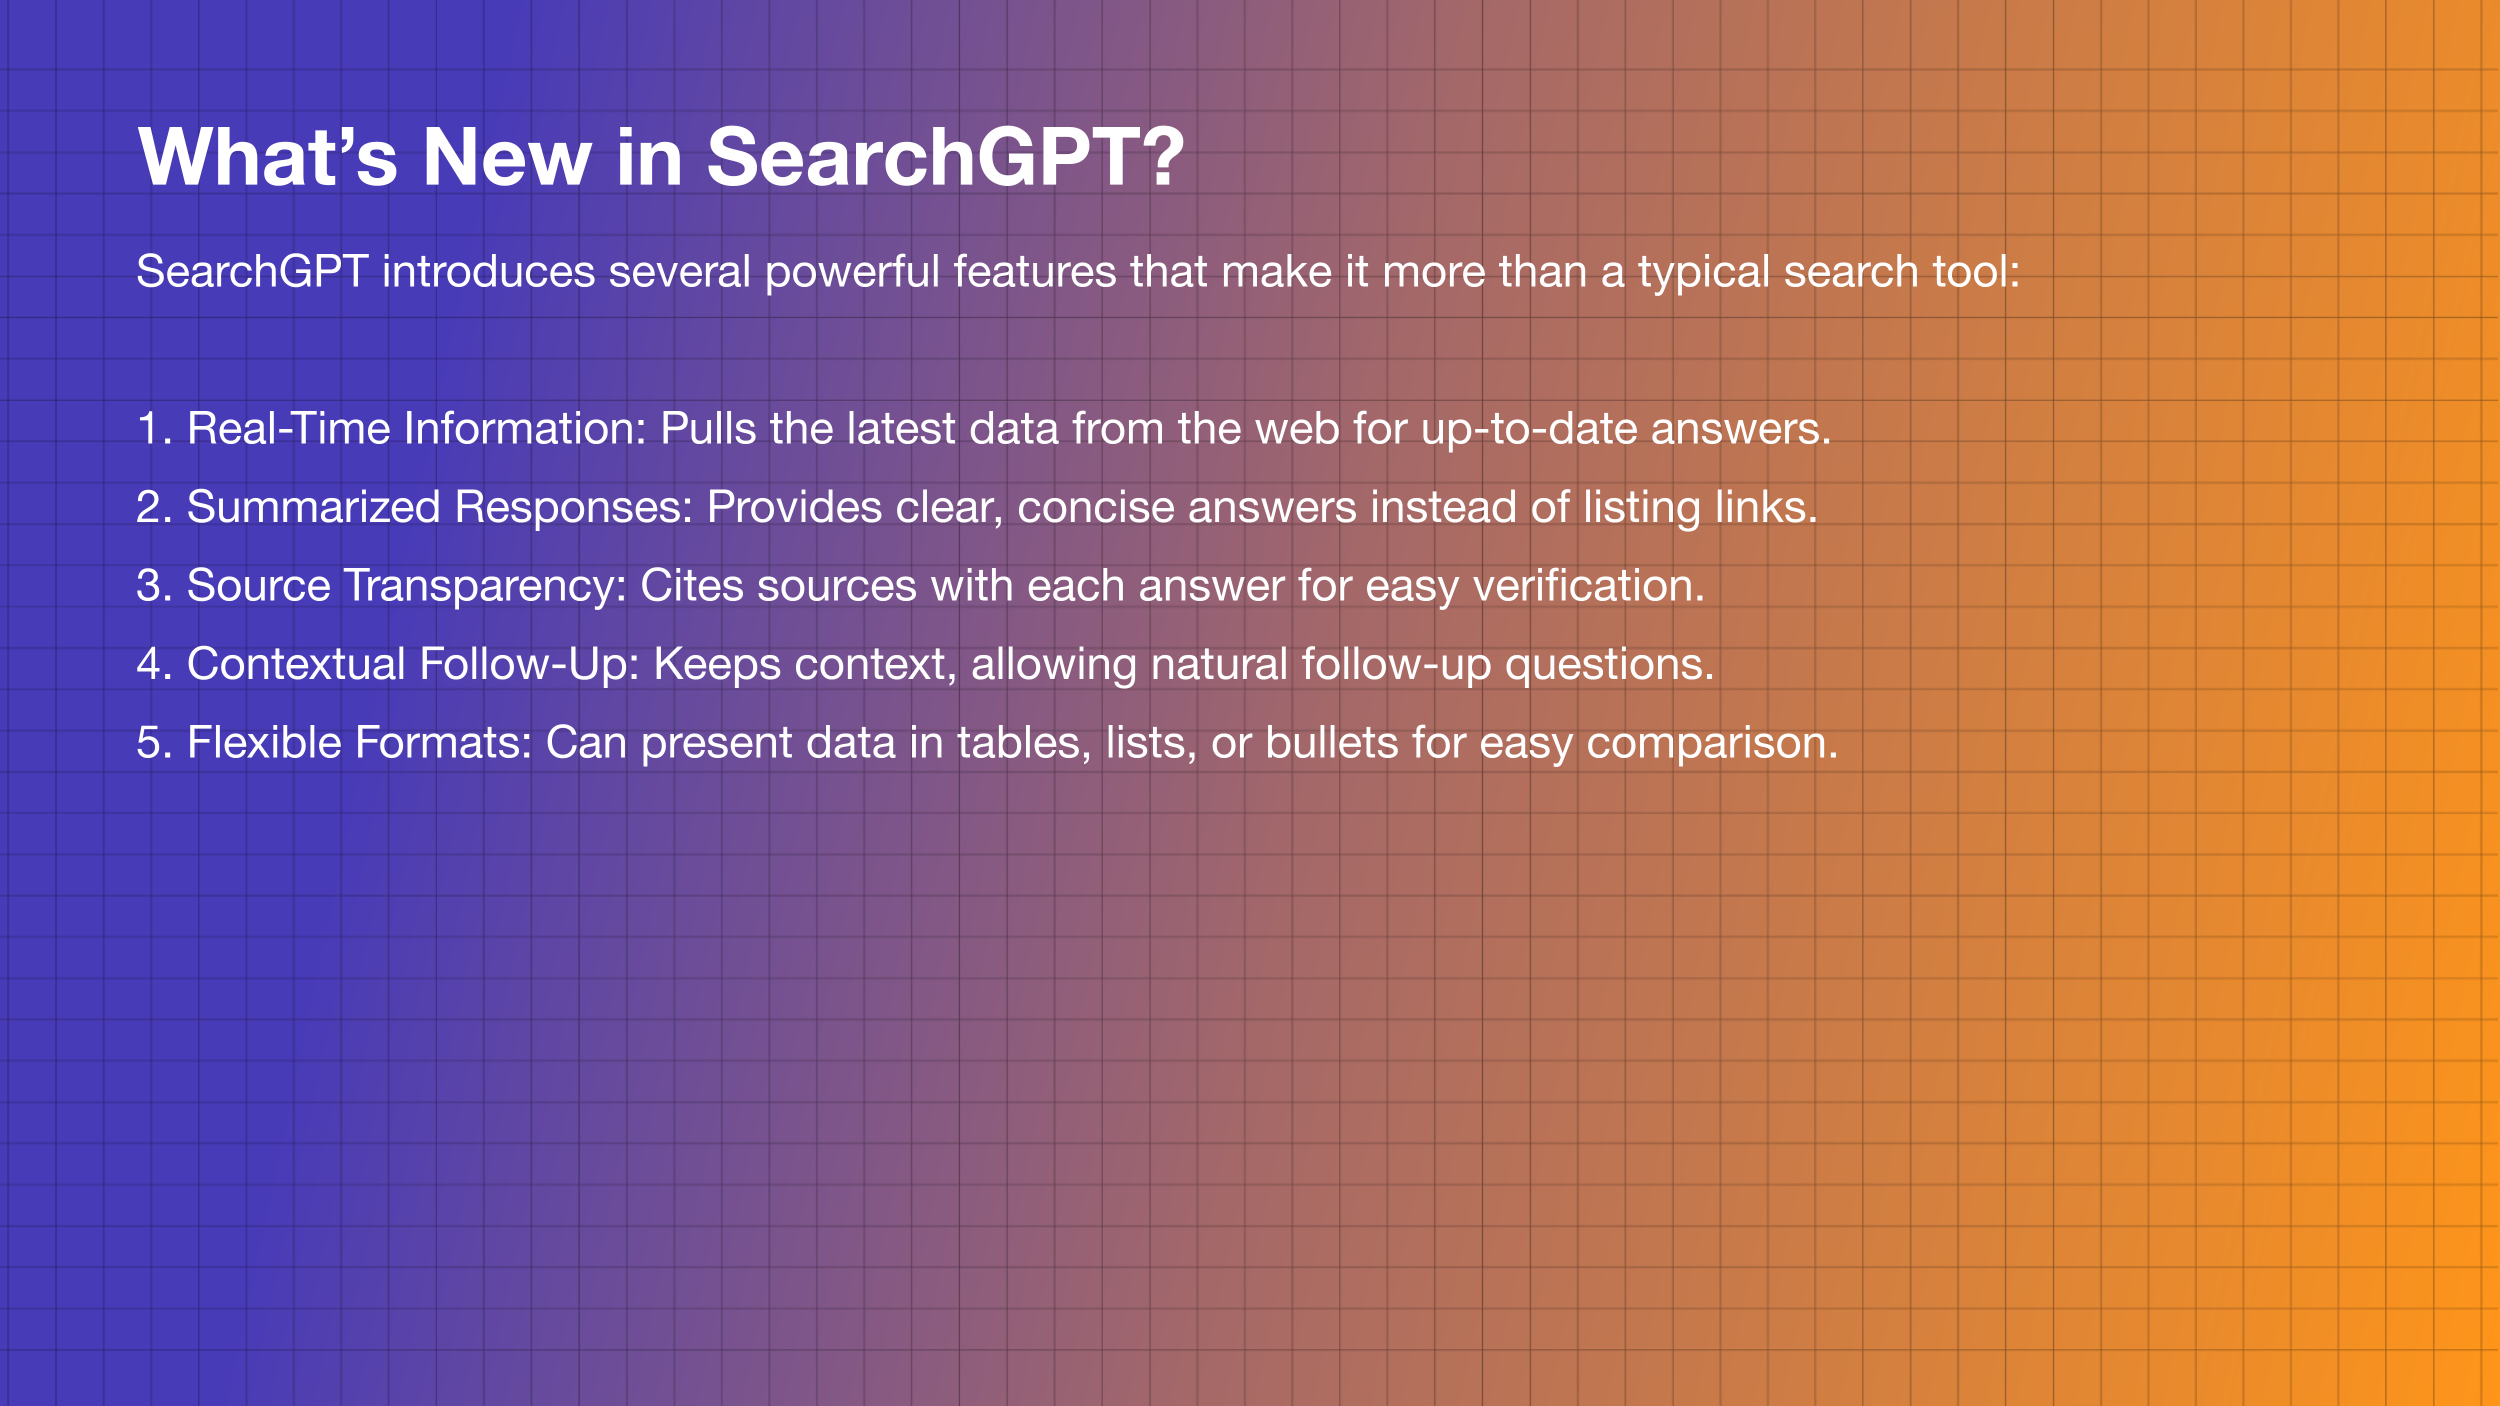 What’s New in SearchGPT?
SearchGPT introduces several powerful features that make it more than a typical search tool:
1. Real-Time Information: Pulls the latest data from the web for up-to-date answers.
2. Summarized Responses: Provides clear, concise answers instead of listing links.
3. Source Transparency: Cites sources with each answer for easy verification.
4. Contextual Follow-Up: Keeps context, allowing natural follow-up questions.
5. Flexible Formats: Can present data in tables, lists, or bullets for easy comparison.